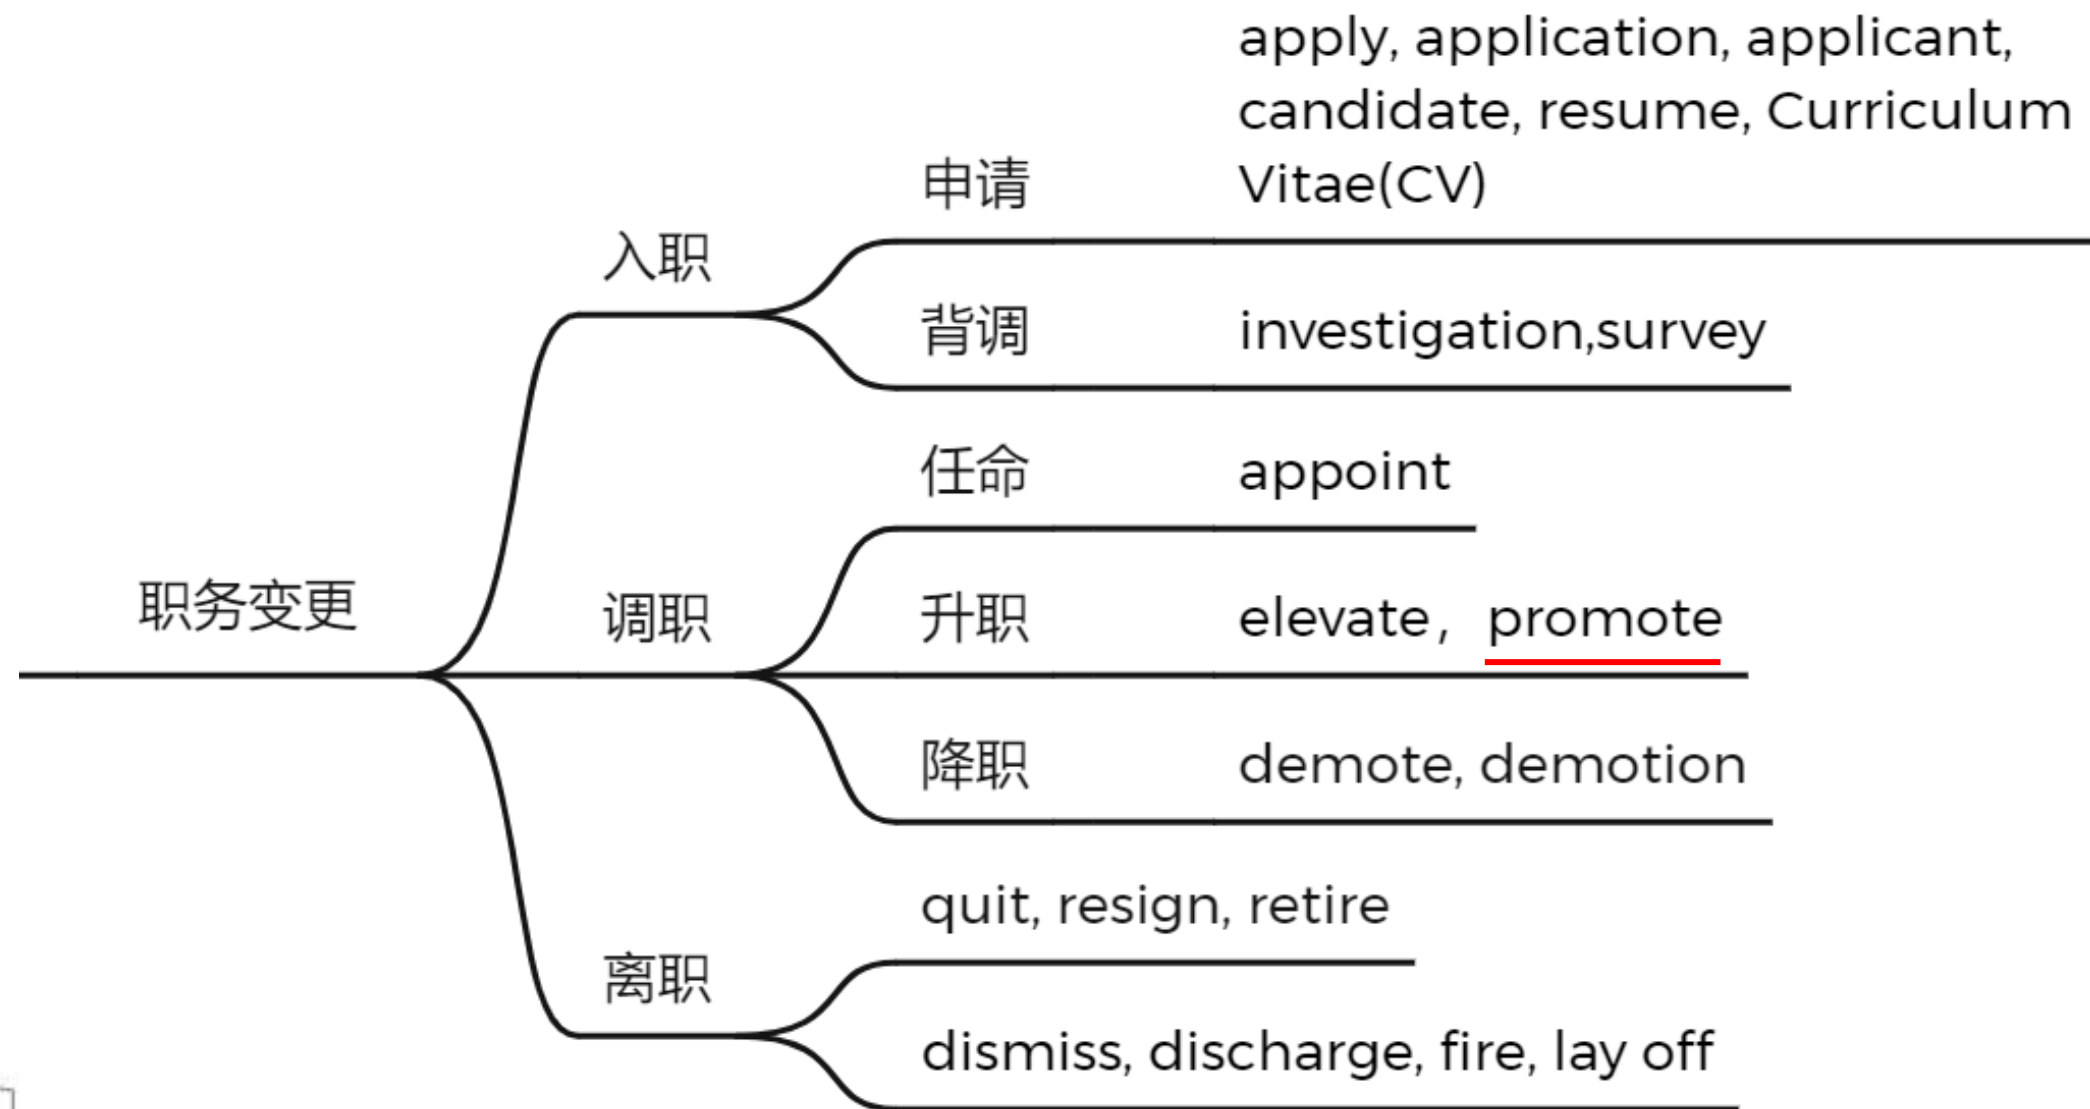 职务变更
入职
申请
apply, application, applicant,
candidate, resume, Curriculum
Vitae(CV)
背调
investigation,survey
调职
任命
appoint
升职
elevate，promote
降职
demote, demotion
离职
quit, resign, retire
dismiss, discharge, fire, lay off